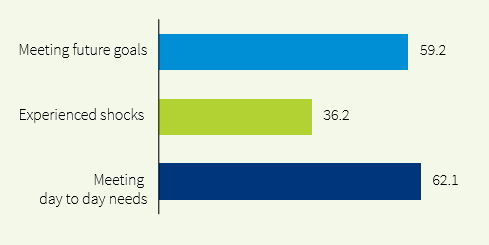 Meeting future goals 59.2
Experienced shocks 36.2
Meeting
day to day needs 62.1